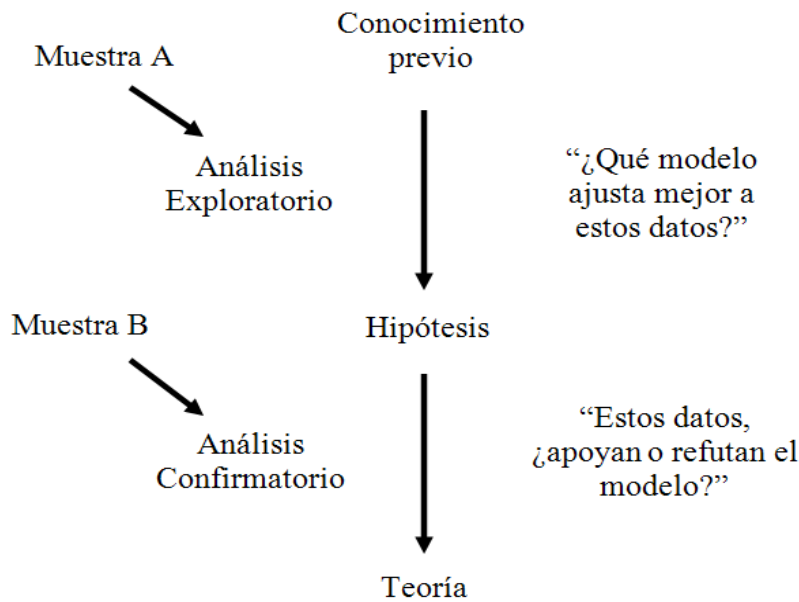 Conocimiento
previo
Muestra A
Análisis
Exploratorio
“¿Qué modelo
ajusta mejor a
estos datos?”
Muestra B
Hipótesis
Análisis
Confirmatorio
“Estos datos,
¿apoyan o refutan el
modelo?”
Teoría